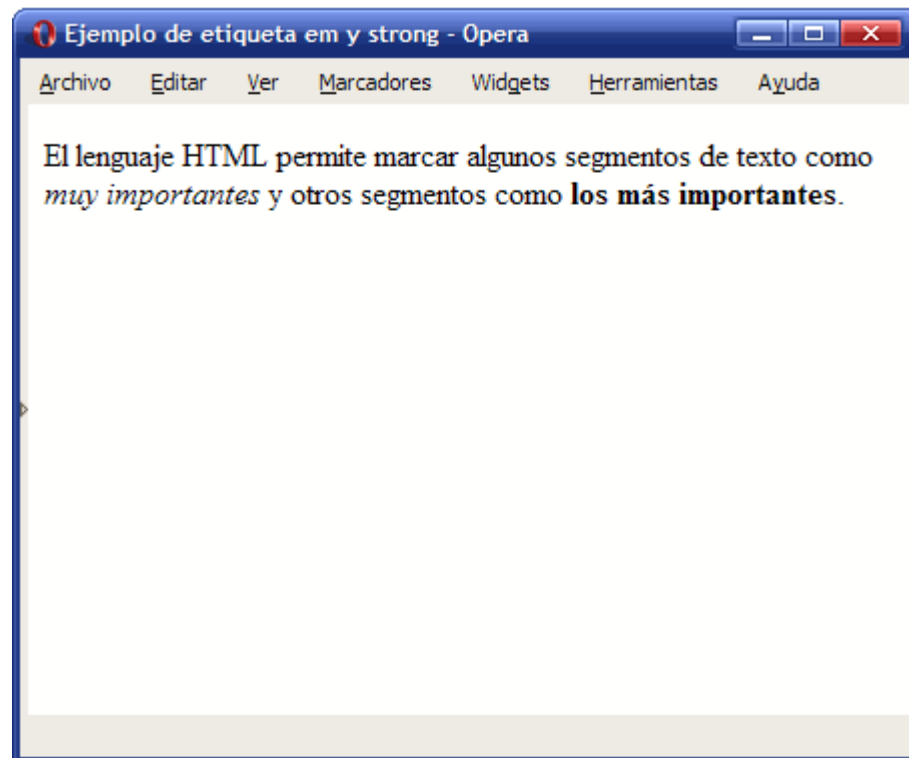 Ejemplo de etiqueta em y strong - Opera
Archivo Editar Ver Marcadores Widgets Herramientas Ayuda
El lenguaje HTML permite marcar algunos segmentos de texto como
muy importantes y otros segmentos como los más importantes.